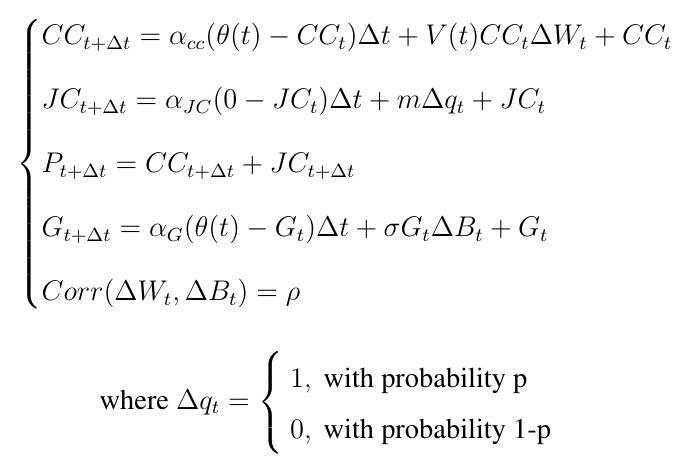 CC_{t+Δt} = α_{cc}(θ(t) − CC_t)Δt + V(t)CC_tΔW_t + CC_t
JC_{t+Δt} = α_{JC}(0 − JC_t)Δt + mΔq_t + JC_t
P_{t+Δt} = CC_{t+Δt} + JC_{t+Δt}
G_{t+Δt} = α_G(θ(t) − G_t)Δt + σG_tΔB_t + G_t
Corr(ΔW_t, ΔB_t) = ρ
where Δq_t = {
1, with probability p
0, with probability 1-p